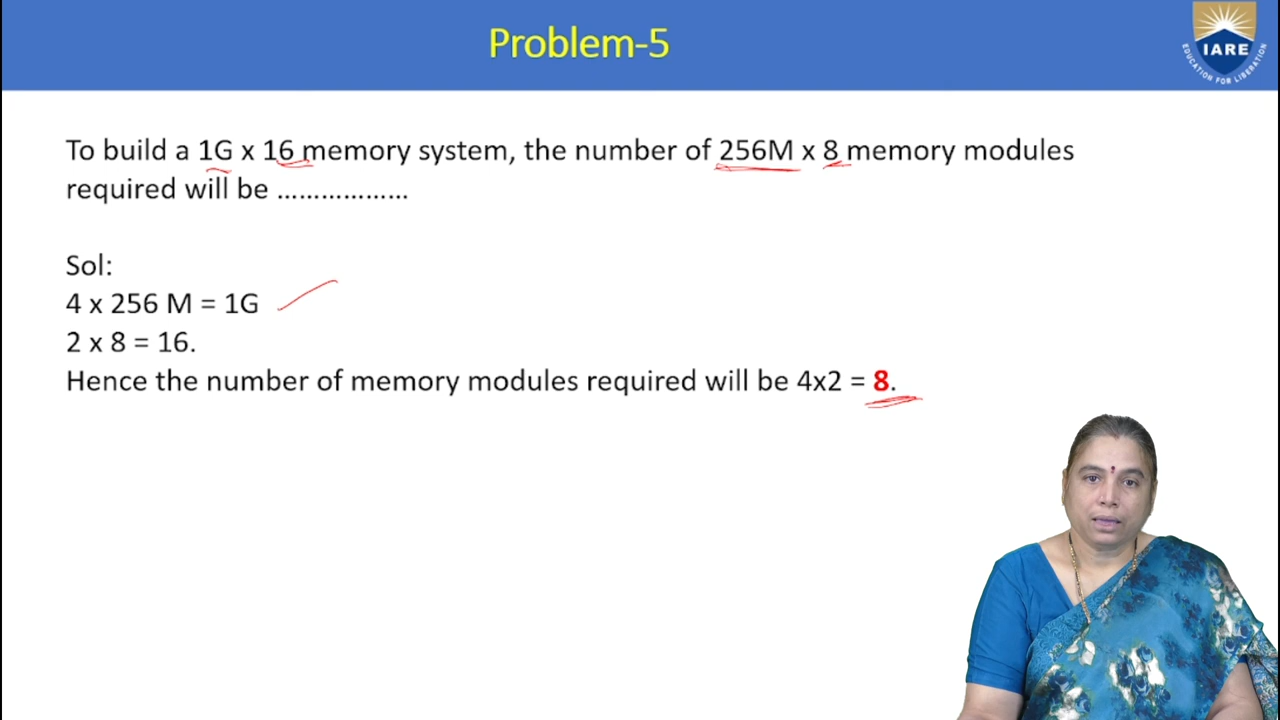 Problem-5
IARE
EDUCATION FOR LIBERATION
To build a 1G x 16 memory system, the number of 256M x 8 memory modules
required will be ………………
Sol:
4 x 256 M = 1G
2 x 8 = 16.
Hence the number of memory modules required will be 4x2 = 8.